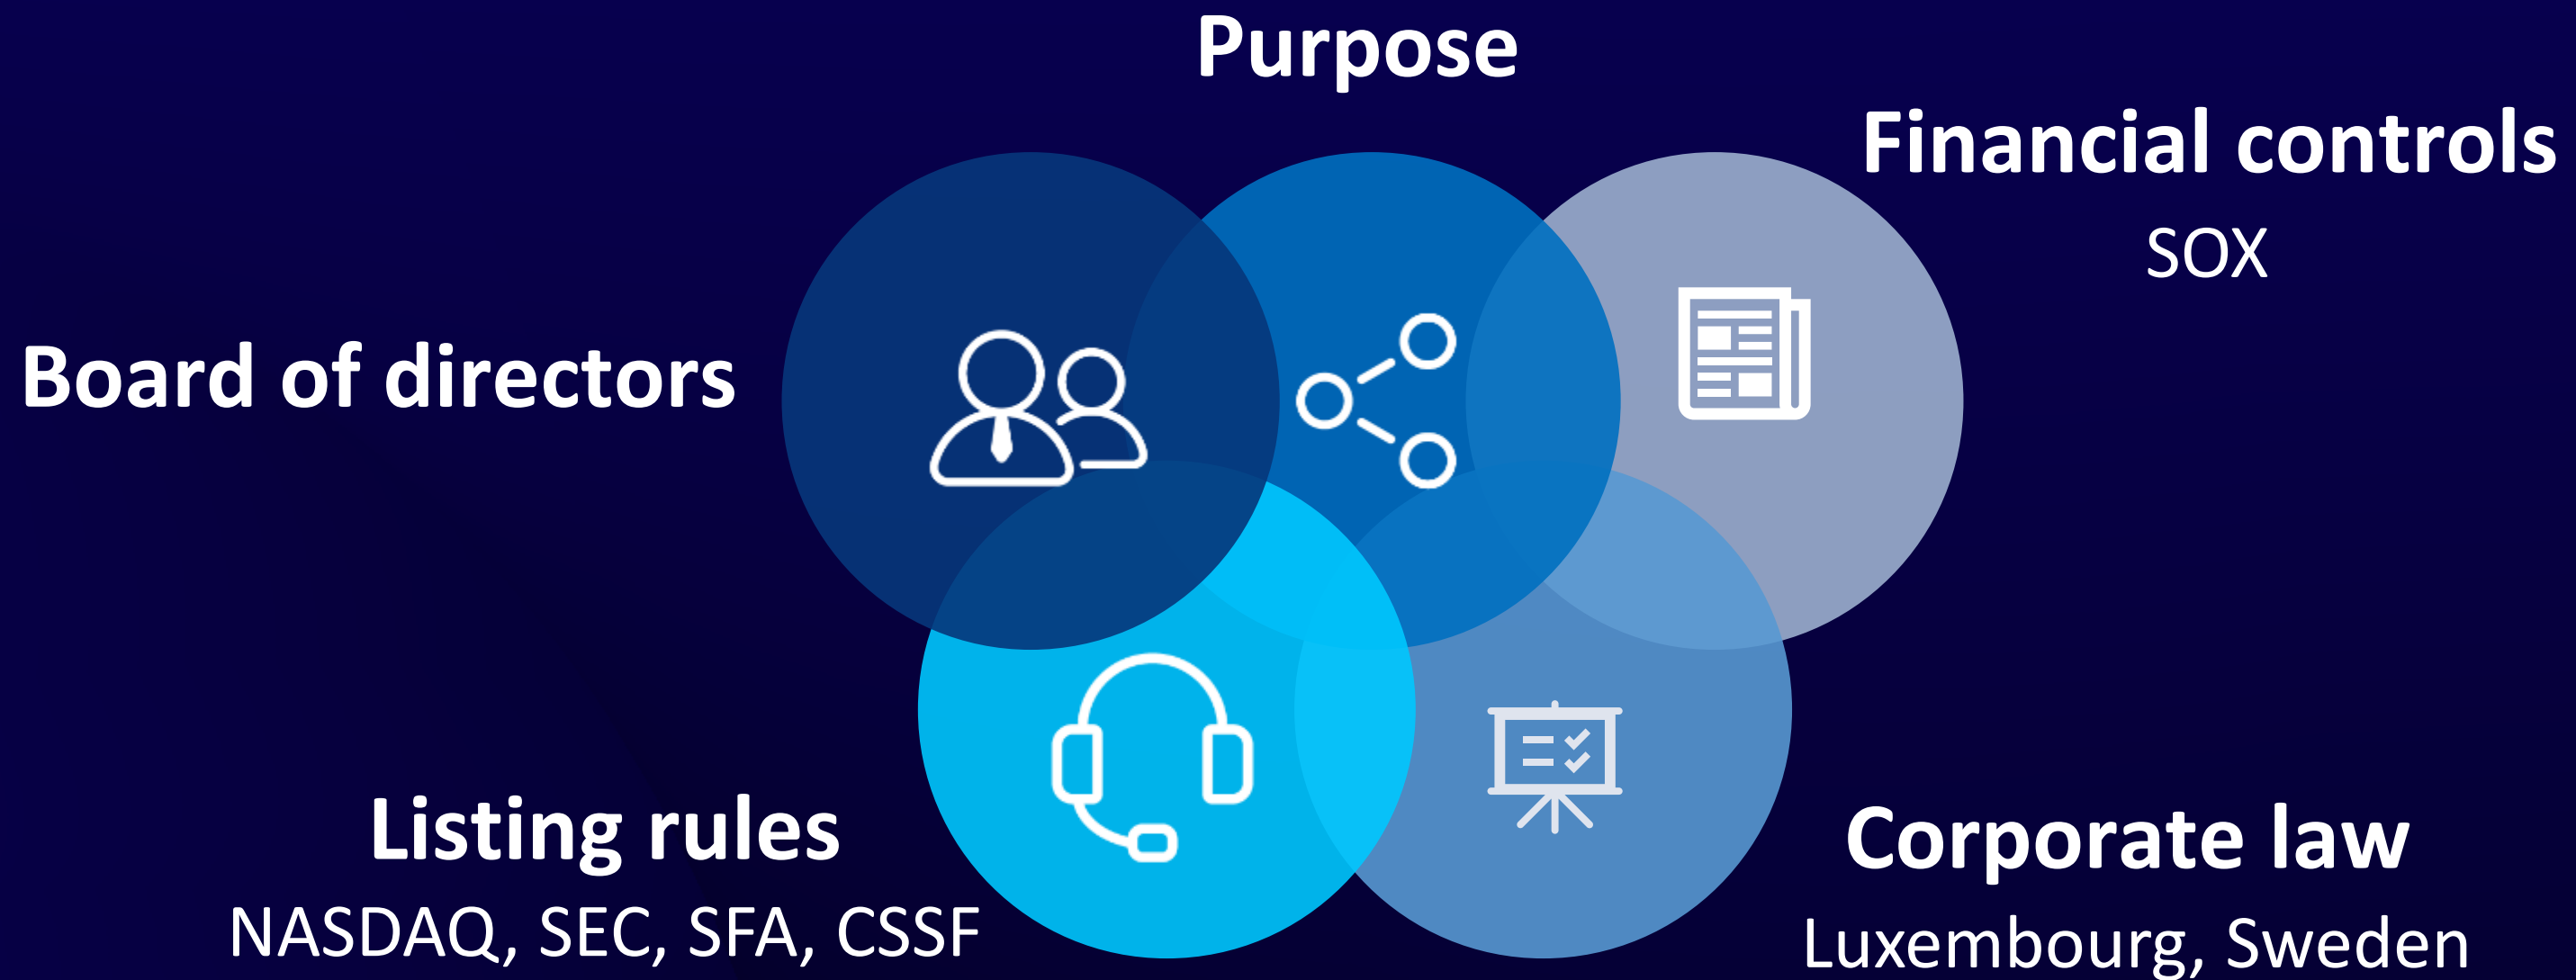 Purpose
Financial controls
SOX
Board of directors
Listing rules
NASDAQ, SEC, SFA, CSSF
Corporate law
Luxembourg, Sweden